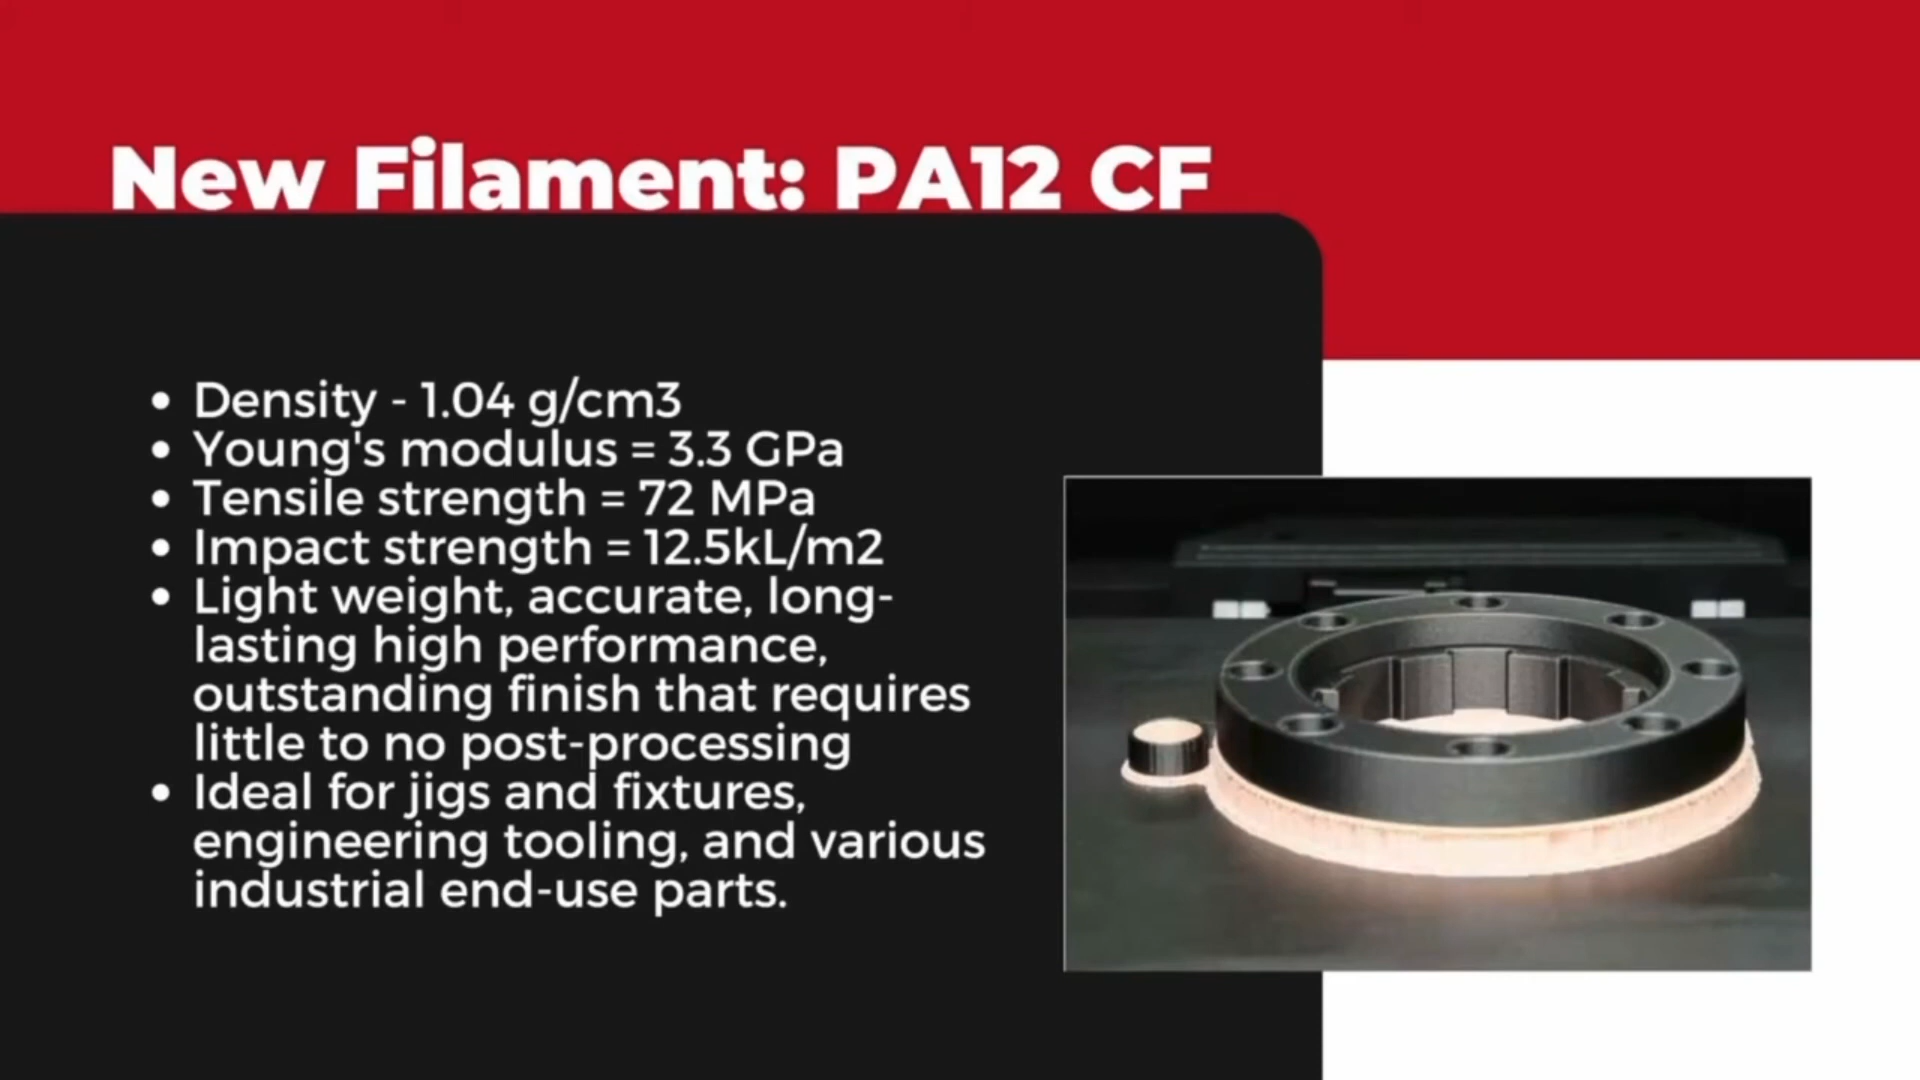 New Filament: PA12 CF
• Density - 1.04 g/cm3
• Young's modulus = 3.3 GPa
• Tensile strength = 72 MPa
• Impact strength = 12.5kL/m2
• Light weight, accurate, long-
lasting high performance,
outstanding finish that requires
little to no post-processing
• Ideal for jigs and fixtures,
engineering tooling, and various
industrial end-use parts.